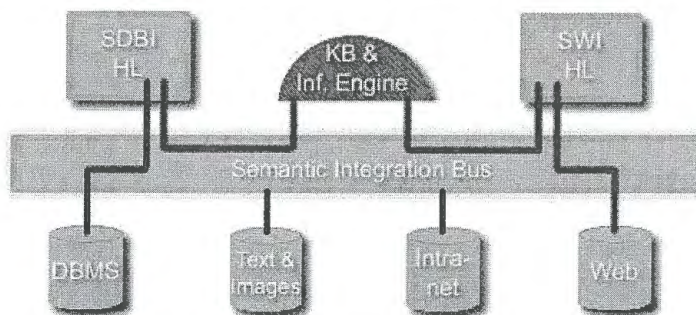 SDBI
HL
KB &
Inf. Engine
SWI
HL
Semantic Integration Bus
DBMS
Text &
Images
Intra-
net
Web